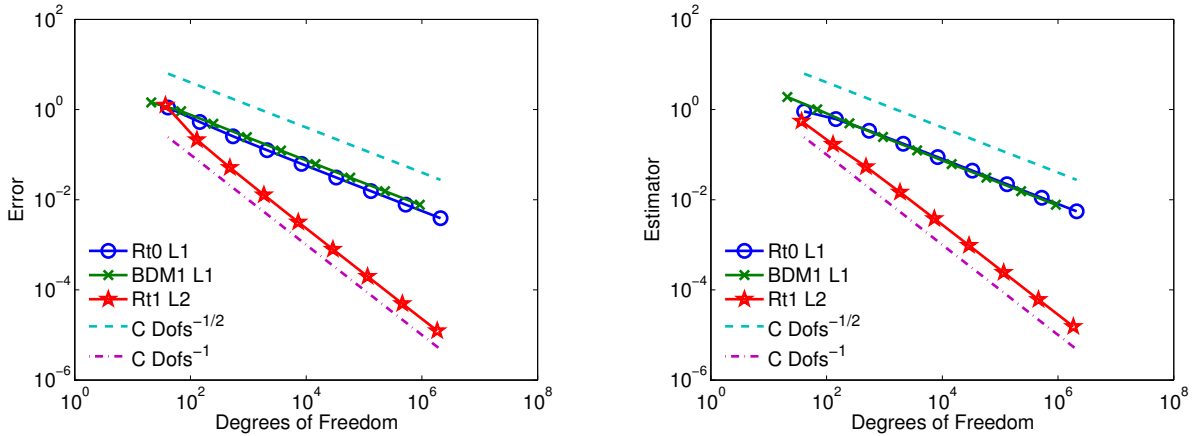 10^2
10^0
10^-2
10^-4
10^-6
Error
Rt0 L1
BDM1 L1
Rt1 L2
C Dofs^-1/2
C Dofs^-1
10^0 10^2 10^4 10^6 10^8
Degrees of Freedom
10^2
10^0
10^-2
10^-4
10^-6
Estimator
Rt0 L1
BDM1 L1
Rt1 L2
C Dofs^-1/2
C Dofs^-1
10^0 10^2 10^4 10^6 10^8
Degrees of Freedom